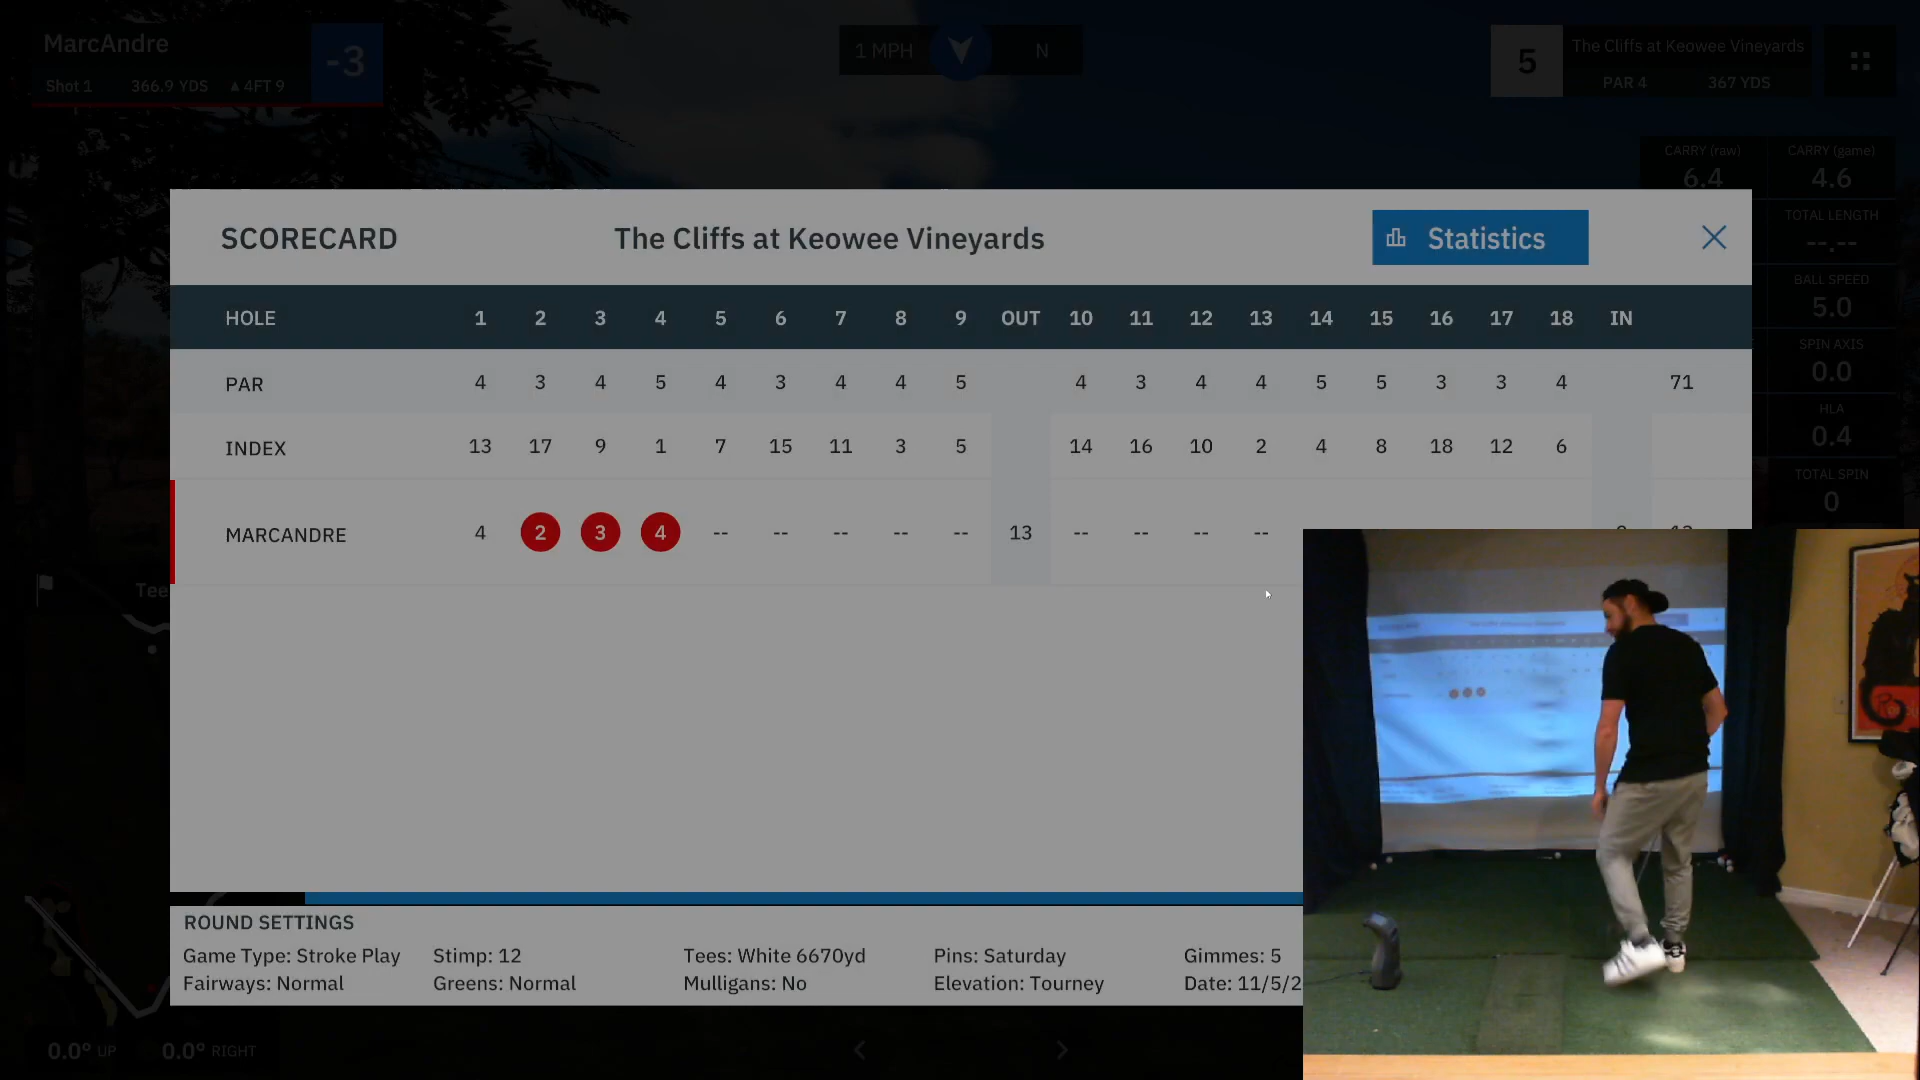 MarcAndre
-3
Shot 1 366.9 YDS ▲4FT 9
1 MPH N
5
The Cliffs at Keowee Vineyards
PAR 4 367 YDS
CARRY (raw) CARRY (game)
6.4 4.6
TOTAL LENGTH
--.--
BALL SPEED
5.0
SPIN AXIS
0.0
HLA
0.4
TOTAL SPIN
0
SCORECARD The Cliffs at Keowee Vineyards Statistics
HOLE 1 2 3 4 5 6 7 8 9 OUT 10 11 12 13 14 15 16 17 18 IN
PAR 4 3 4 5 4 3 4 4 5 4 3 4 4 5 5 3 3 4 71
INDEX 13 17 9 1 7 15 11 3 5 14 16 10 2 4 8 18 12 6
MARCANDRE 4 2 3 4 -- -- -- -- -- 13 -- -- -- --
Tee
ROUND SETTINGS
Game Type: Stroke Play Stimp: 12 Tees: White 6670yd Pins: Saturday Gimmes: 5
Fairways: Normal Greens: Normal Mulligans: No Elevation: Tourney Date: 11/5/2
0.0° UP 0.0° RIGHT